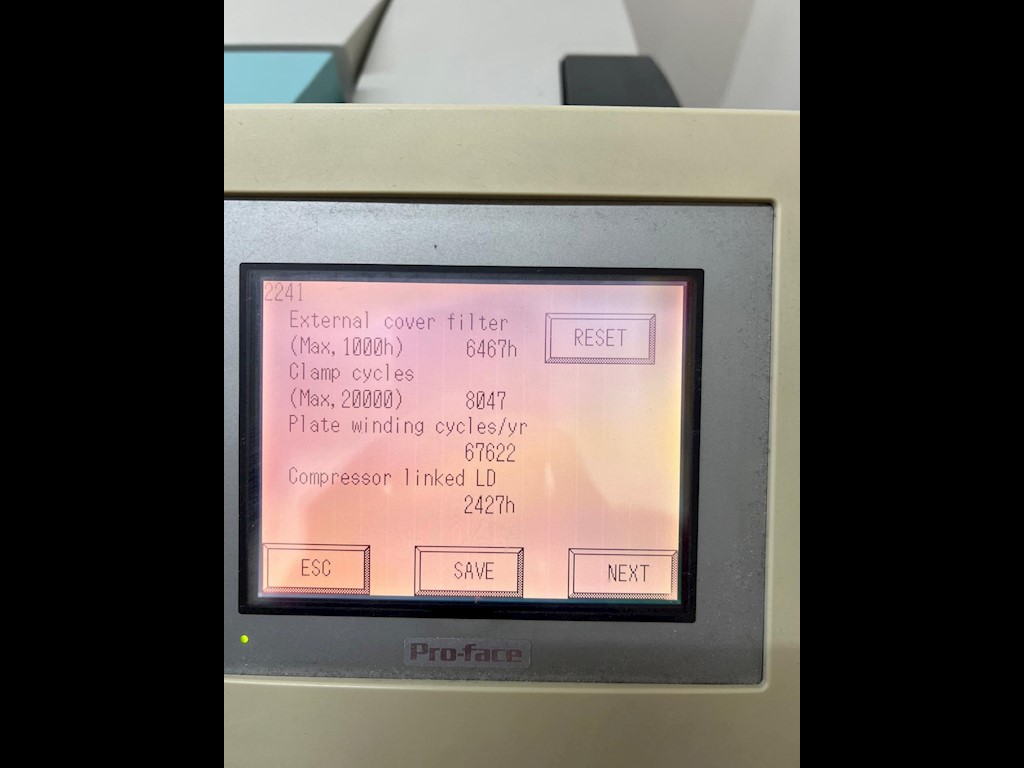 2241
External cover filter
(Max,1000h) 6467h
RESET
Clamp cycles
(Max,20000) 8047
Plate winding cycles/yr
67622
Compressor linked LD
2427h
ESC SAVE NEXT
Pro-face